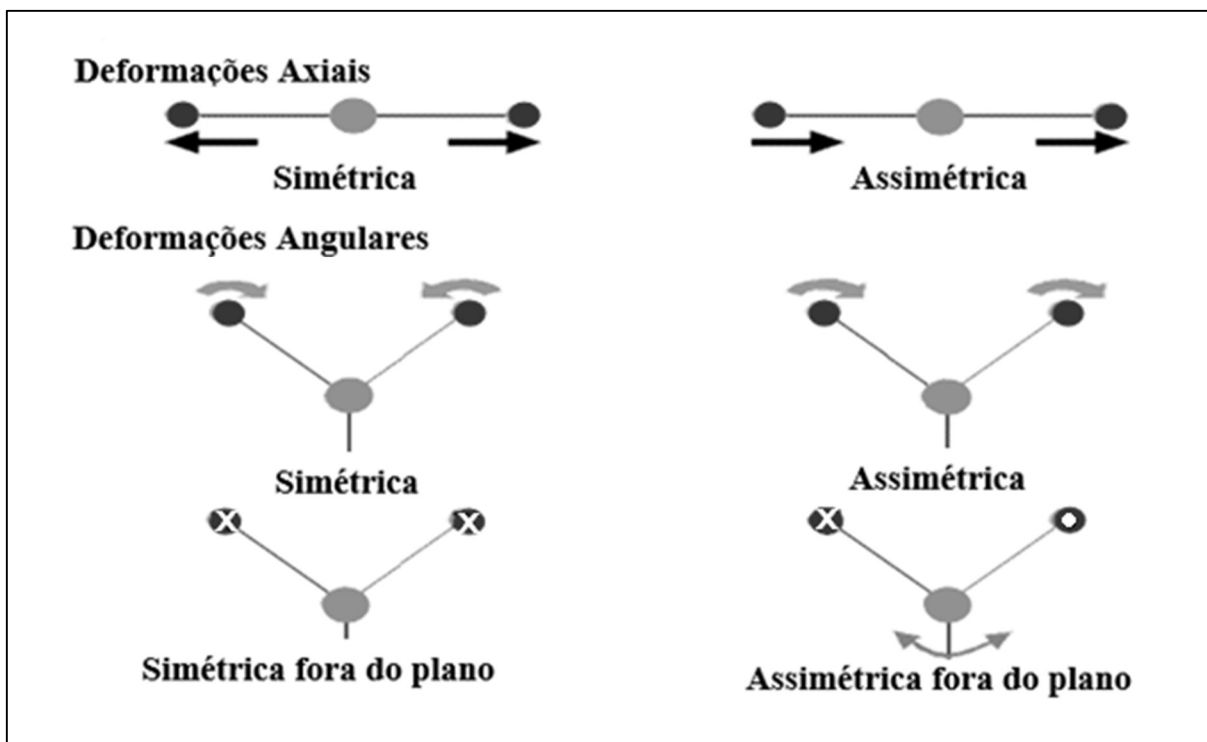 Deformações Axiais
Simétrica
Assimétrica
Deformações Angulares
Simétrica
Assimétrica
X
X
X
Simétrica fora do plano
Assimétrica fora do plano